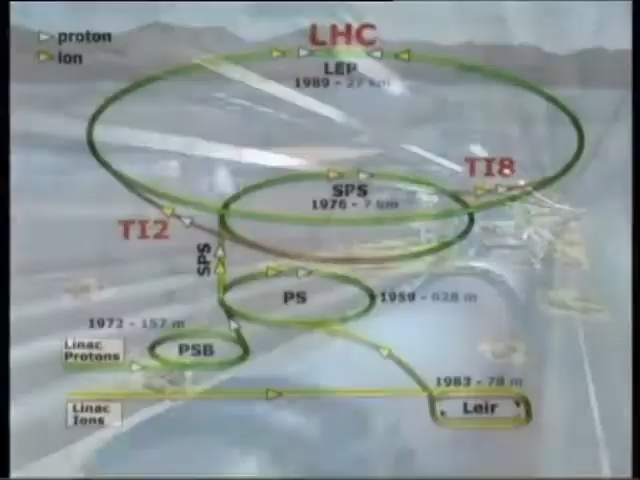 proton
ion
LHC
LEP
1989 - 27 km
TI8
SPS
1976 - 7 km
TI2
SPS
PS
1959 - 628 m
1972 - 157 m
Linac
Protons
PSB
1983 - 78 m
Linac
Ions
Leir